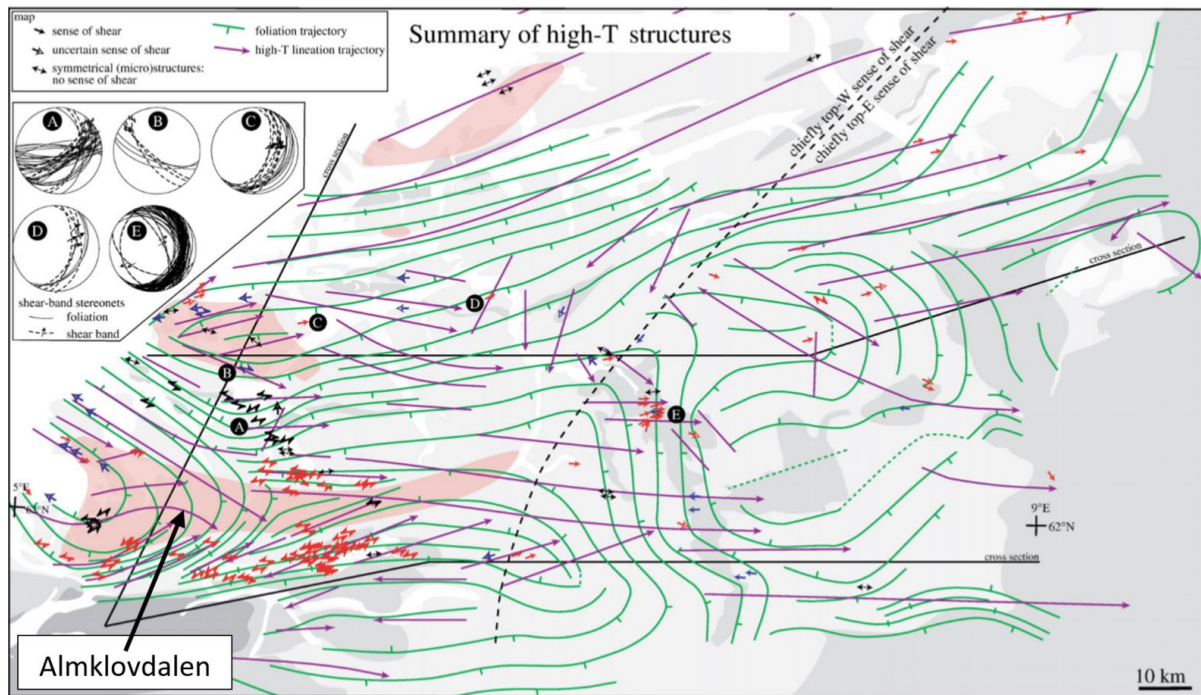 map
sense of shear
uncertain sense of shear
symmetrical (micro)structures:
no sense of shear
foliation trajectory
high-T lineation trajectory
Summary of high-T structures
chiefly top-W sense of shear
chiefly top-E sense of shear
A
B
C
D
E
shear-band stereonets
foliation
shear band
cross section
cross section
D
C
B
A
E
5°E
61°N
9°E
62°N
cross section
Almklovdalen
10 km